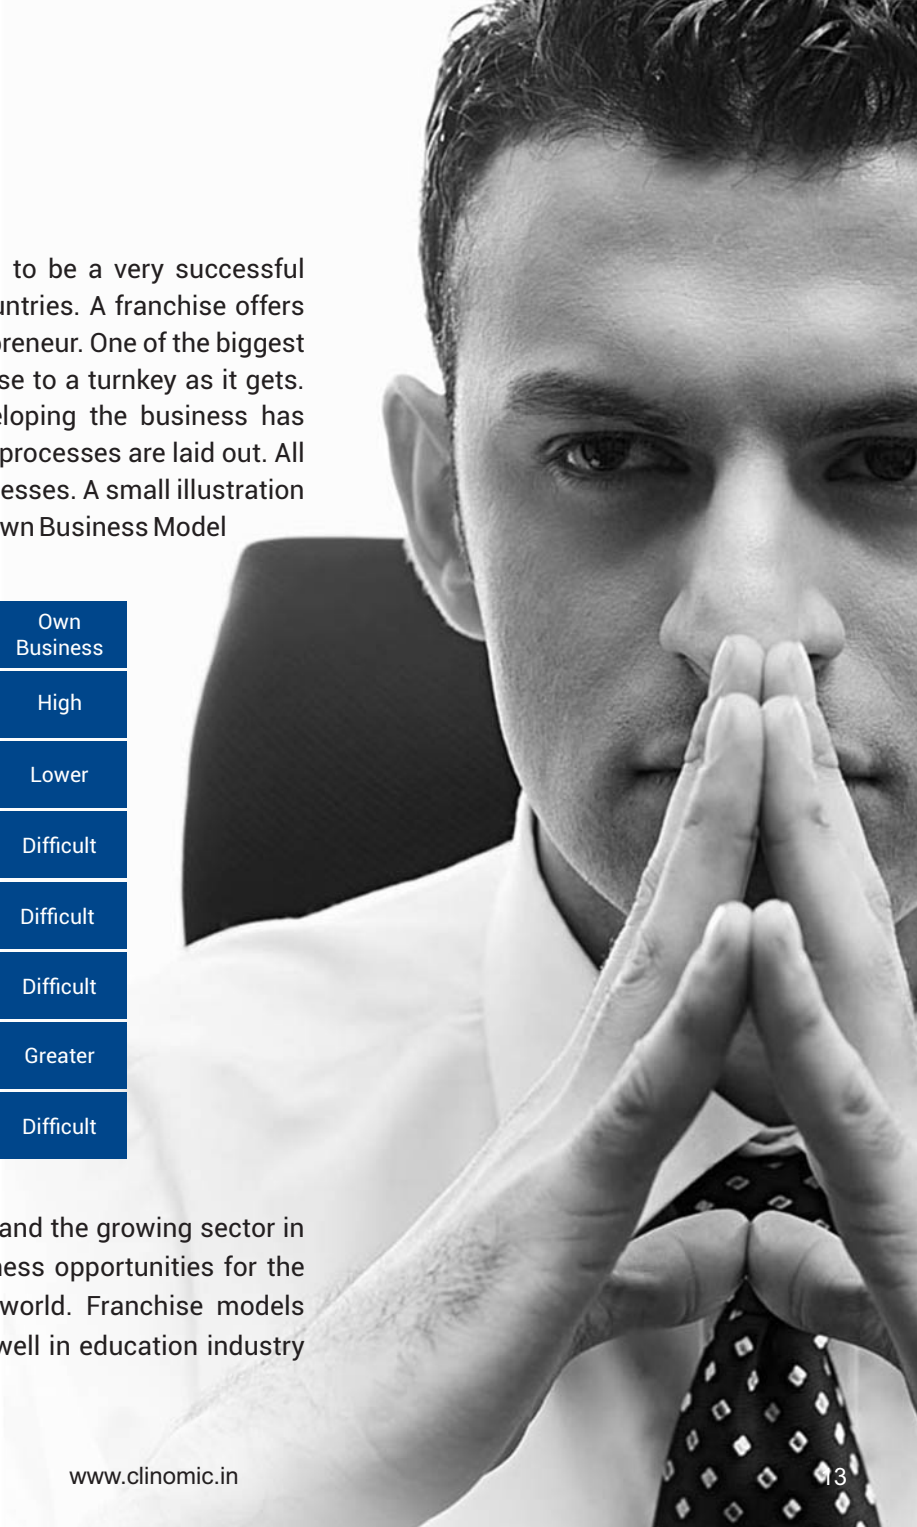 to be a very successful
untries. A franchise offers
preneur. One of the biggest
se to a turnkey as it gets.
eloping the business has
processes are laid out. All
esses. A small illustration
wn Business Model
Own
Business
High
Lower
Difficult
Difficult
Difficult
Greater
Difficult
and the growing sector in
ness opportunities for the
world. Franchise models
well in education industry
www.clinomic.in
13